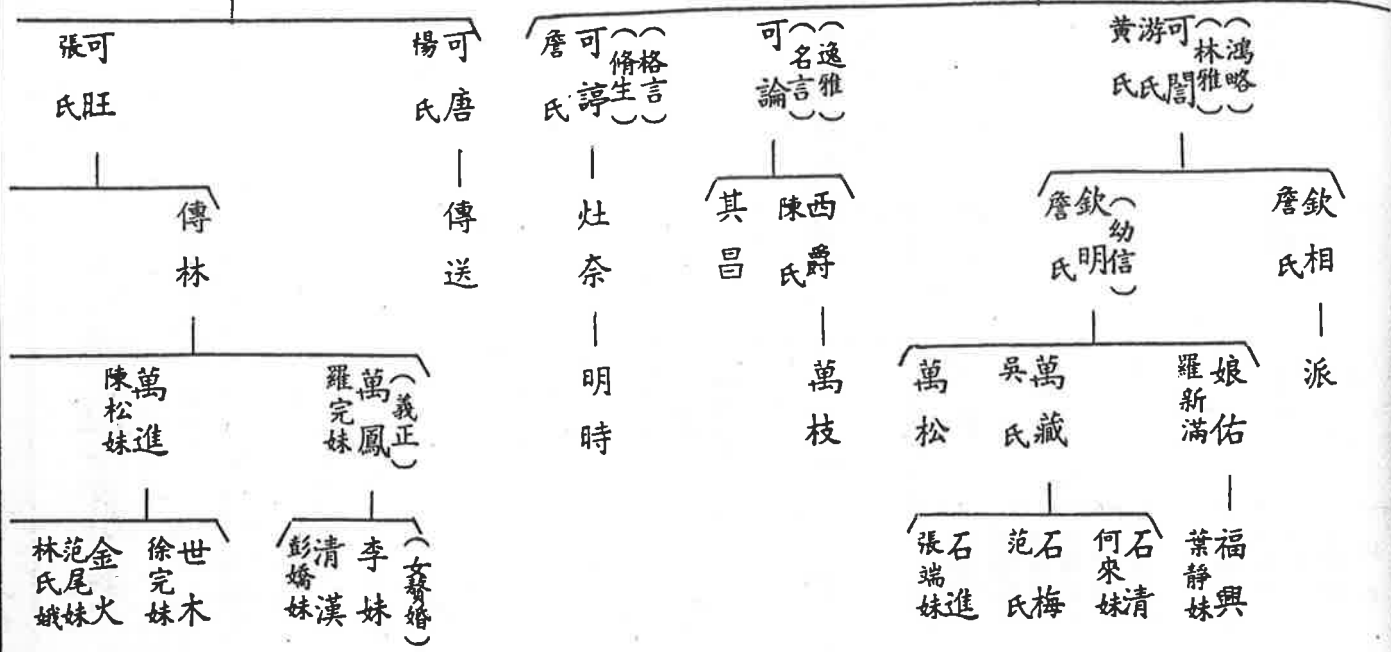 (鴻略)
(林雅)
可誾
游氏
黃氏
(逸雅)
(名言)
可論
(格言)
(脩生)
可諄
詹氏
可唐
楊氏
可旺
張氏
欽相
詹氏
(幼信)
欽明
詹氏
西爵
陳氏
其昌
灶奈
傳送
傳林
派
娘佑
羅新滿
萬藏
吳氏
萬松
萬枝
明時
(義正)
萬鳳
羅完妹
萬進
陳松妹
福興
葉靜妹
石清
何來妹
石梅
范氏
石進
張端妹
(女贅婚)
李妹
清漢
彭嬌妹
世木
徐完妹
金火
范尾妹
林氏娥